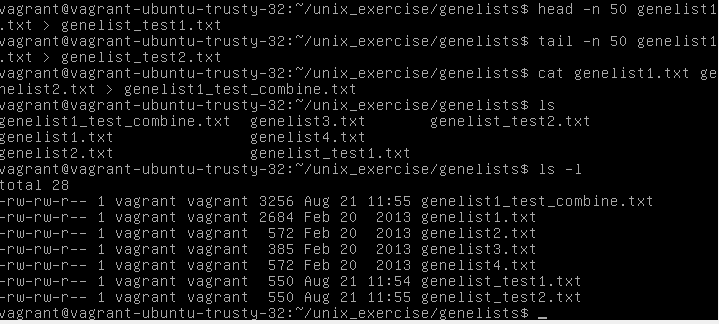 vagrant@vagrant-ubuntu-trusty-32:~/unix_exercise/genelists$ head -n 50 genelist1
.txt > genelist_test1.txt
vagrant@vagrant-ubuntu-trusty-32:~/unix_exercise/genelists$ tail -n 50 genelist1
.txt > genelist_test2.txt
vagrant@vagrant-ubuntu-trusty-32:~/unix_exercise/genelists$ cat genelist1.txt ge
nelist2.txt > genelist1_test_combine.txt
vagrant@vagrant-ubuntu-trusty-32:~/unix_exercise/genelists$ ls
genelist1_test_combine.txt  genelist3.txt       genelist_test2.txt
genelist1.txt               genelist4.txt
genelist2.txt               genelist_test1.txt
vagrant@vagrant-ubuntu-trusty-32:~/unix_exercise/genelists$ ls -l
total 28
-rw-rw-r-- 1 vagrant vagrant 3256 Aug 21 11:55 genelist1_test_combine.txt
-rw-rw-r-- 1 vagrant vagrant 2684 Feb 20  2013 genelist1.txt
-rw-rw-r-- 1 vagrant vagrant  572 Feb 20  2013 genelist2.txt
-rw-rw-r-- 1 vagrant vagrant  385 Feb 20  2013 genelist3.txt
-rw-rw-r-- 1 vagrant vagrant  572 Feb 20  2013 genelist4.txt
-rw-rw-r-- 1 vagrant vagrant  550 Aug 21 11:54 genelist_test1.txt
-rw-rw-r-- 1 vagrant vagrant  550 Aug 21 11:55 genelist_test2.txt
vagrant@vagrant-ubuntu-trusty-32:~/unix_exercise/genelists$ _